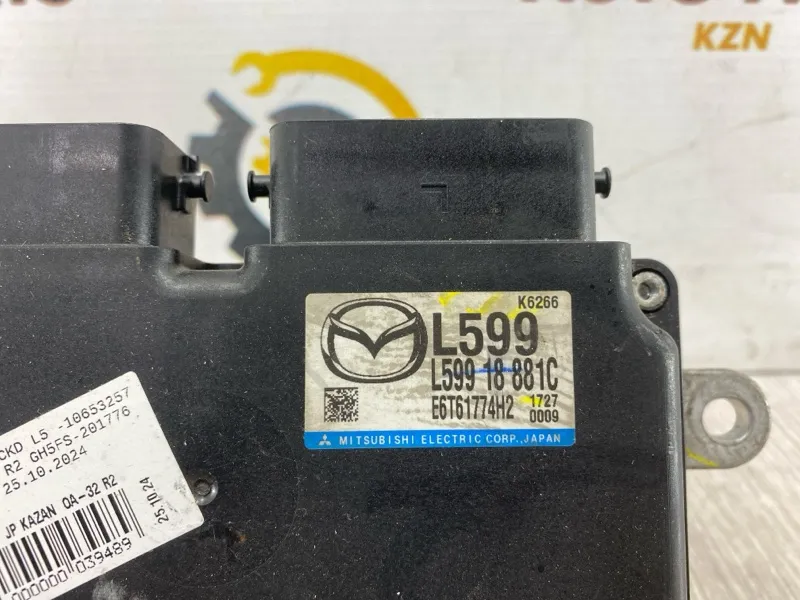 KZN
K6266
L599
L599 18 881C
E6T61774H2 1727
0009
MITSUBISHI ELECTRIC CORP., JAPAN
CKD L5 -10653257
R2 GH5FS-201776
25.10.2024
JP KAZAN OA-32 R2
25.10.24
000000 039489